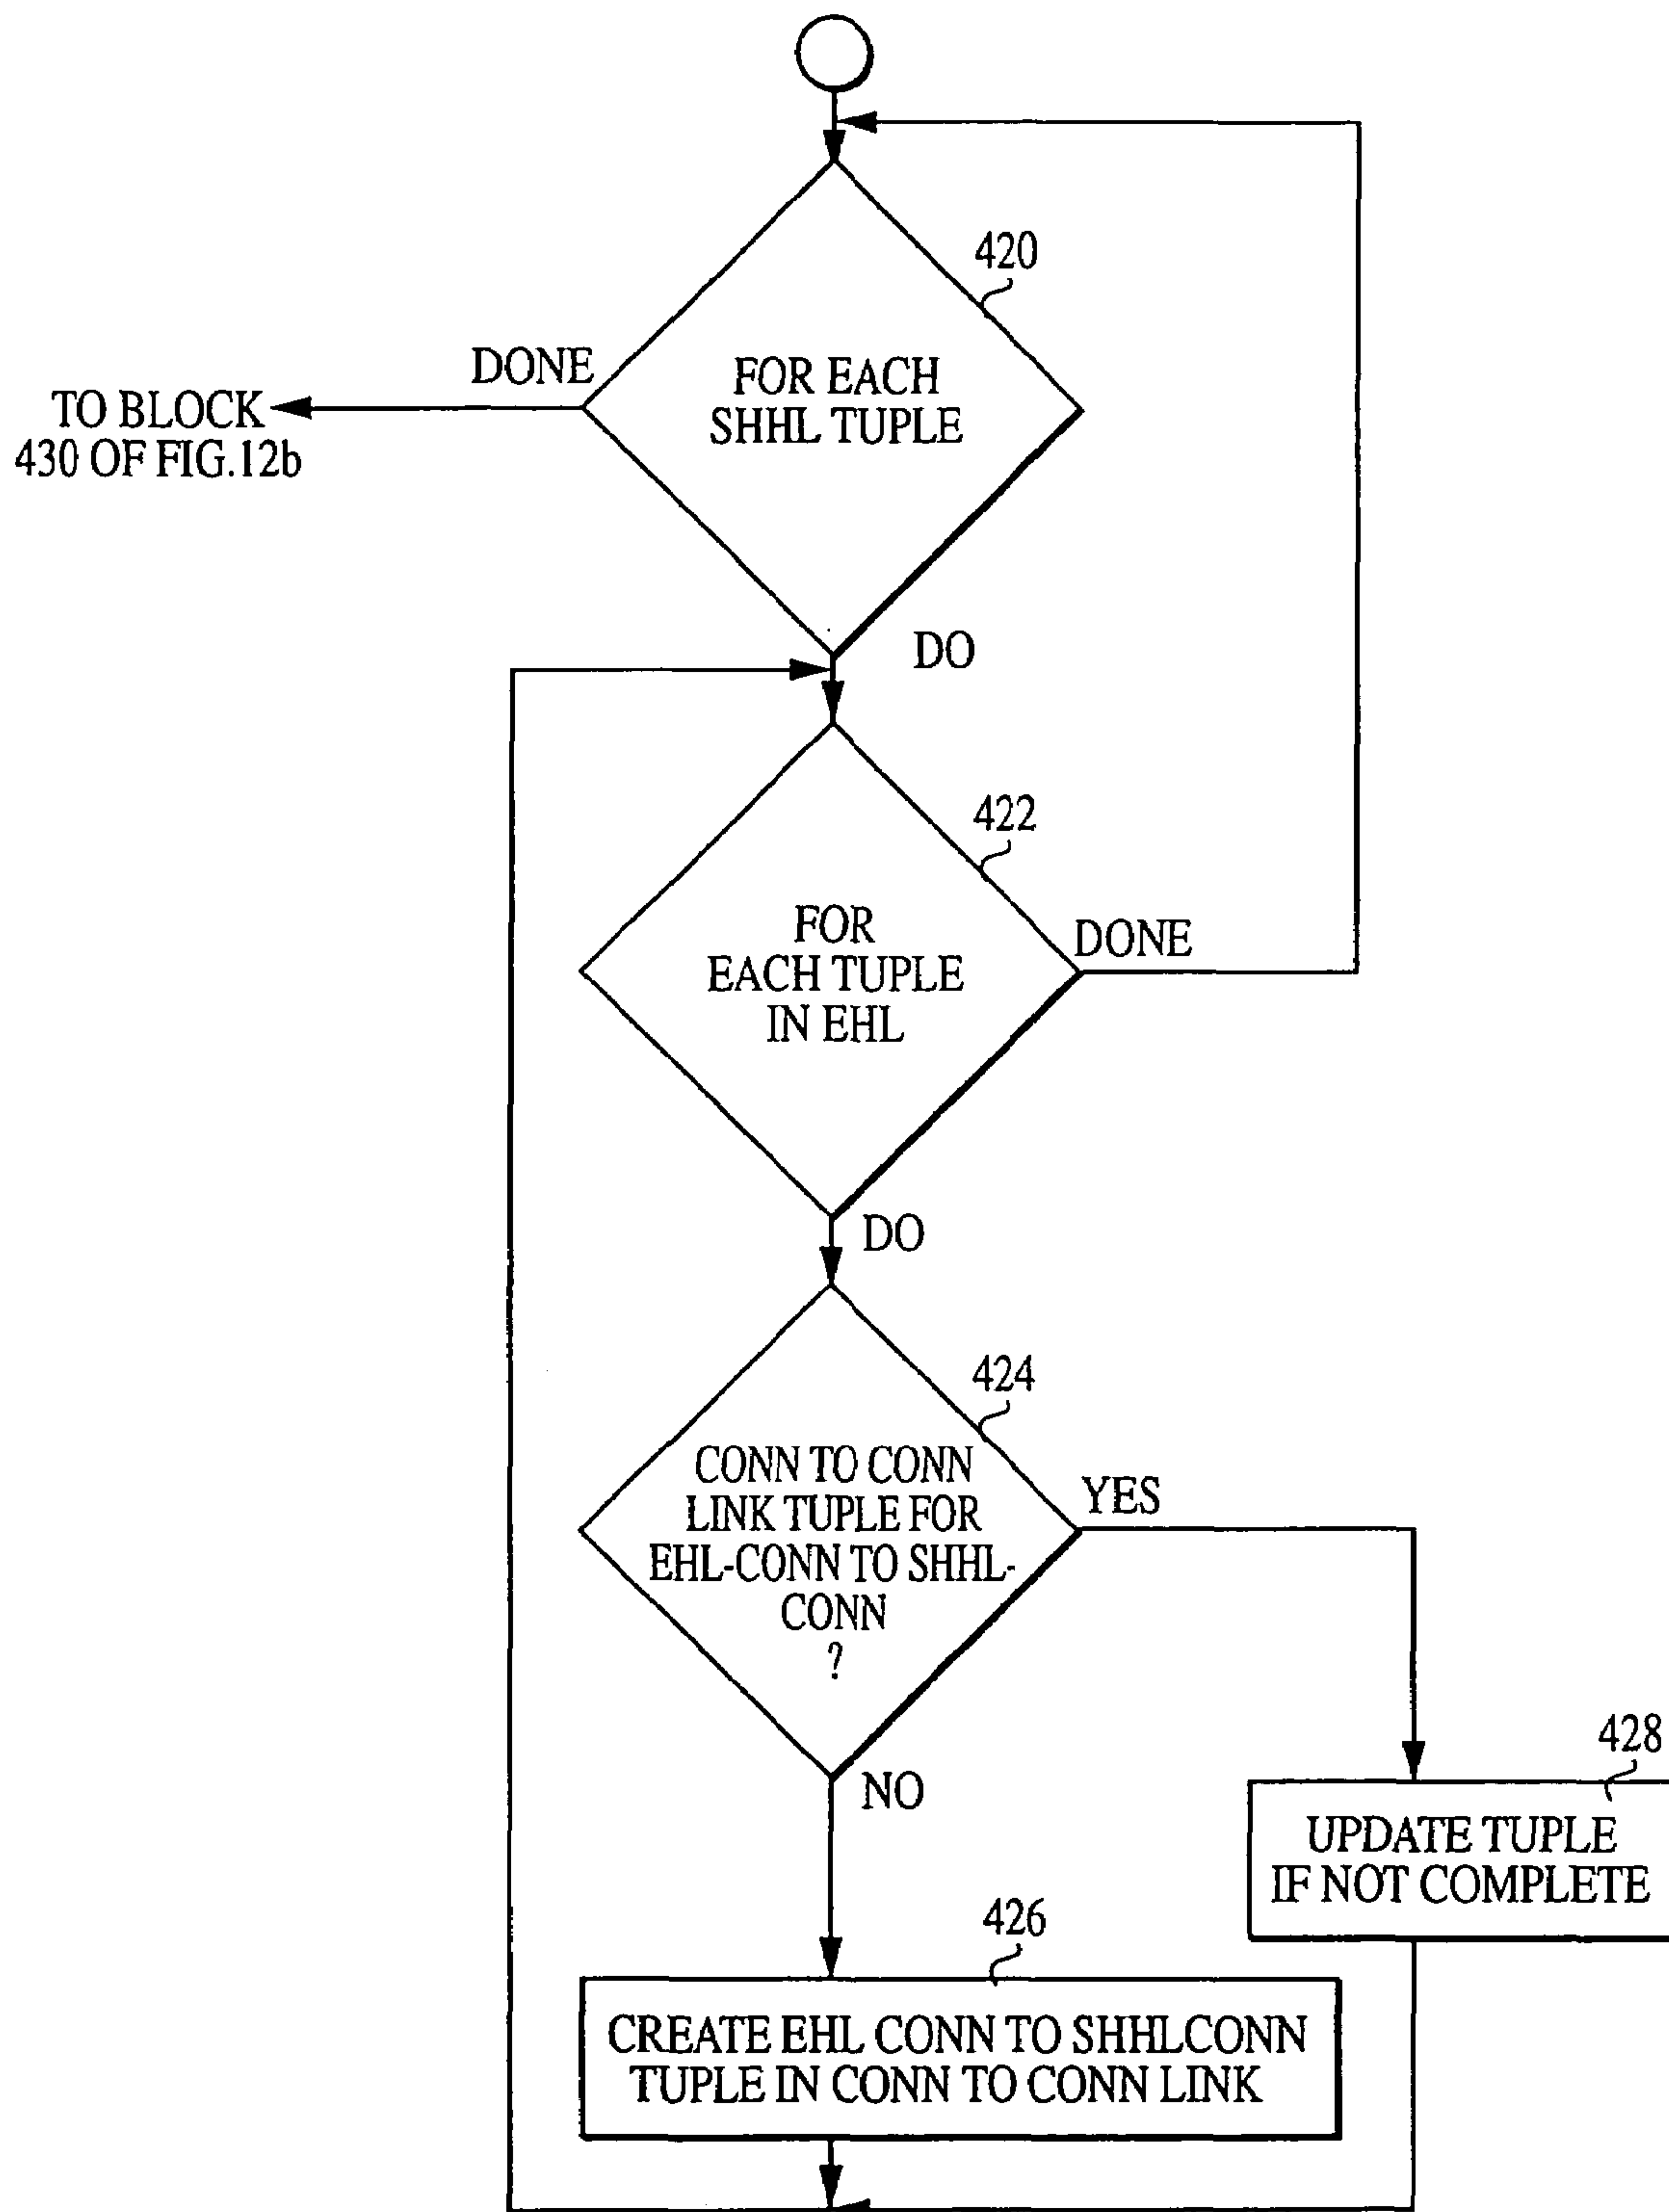 420
DONE
FOR EACH
SHHL TUPLE
TO BLOCK
430 OF FIG.12b
DO
422
FOR
EACH TUPLE
IN EHL
DONE
DO
424
CONN TO CONN
LINK TUPLE FOR
EHL-CONN TO SHHL-
CONN
?
YES
NO
428
UPDATE TUPLE
IF NOT COMPLETE
426
CREATE EHL CONN TO SHHLCONN
TUPLE IN CONN TO CONN LINK